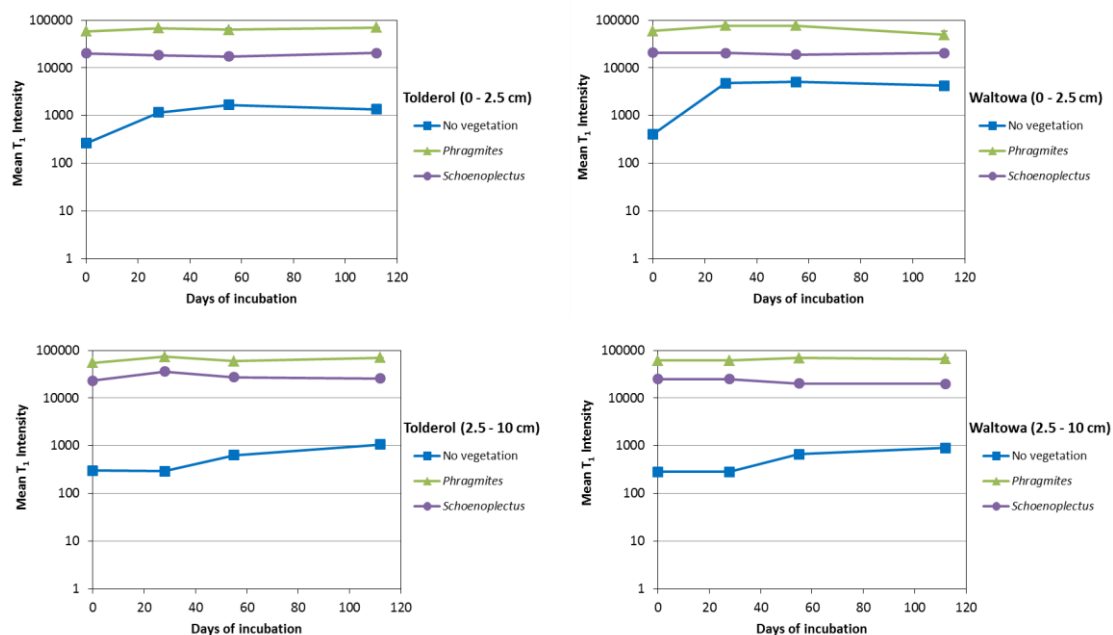 100000
10000
1000
100
10
1
Mean T₁ Intensity
0 20 40 60 80 100 120
Days of incubation
Tolderol (0 - 2.5 cm)
No vegetation
Phragmites
Schoenoplectus
100000
10000
1000
100
10
1
Mean T₁ Intensity
0 20 40 60 80 100 120
Days of incubation
Waltowa (0 - 2.5 cm)
No vegetation
Phragmites
Schoenoplectus
100000
10000
1000
100
10
1
Mean T₁ Intensity
0 20 40 60 80 100 120
Days of incubation
Tolderol (2.5 - 10 cm)
No vegetation
Phragmites
Schoenoplectus
100000
10000
1000
100
10
1
Mean T₁ Intensity
0 20 40 60 80 100 120
Days of incubation
Waltowa (2.5 - 10 cm)
No vegetation
Phragmites
Schoenoplectus